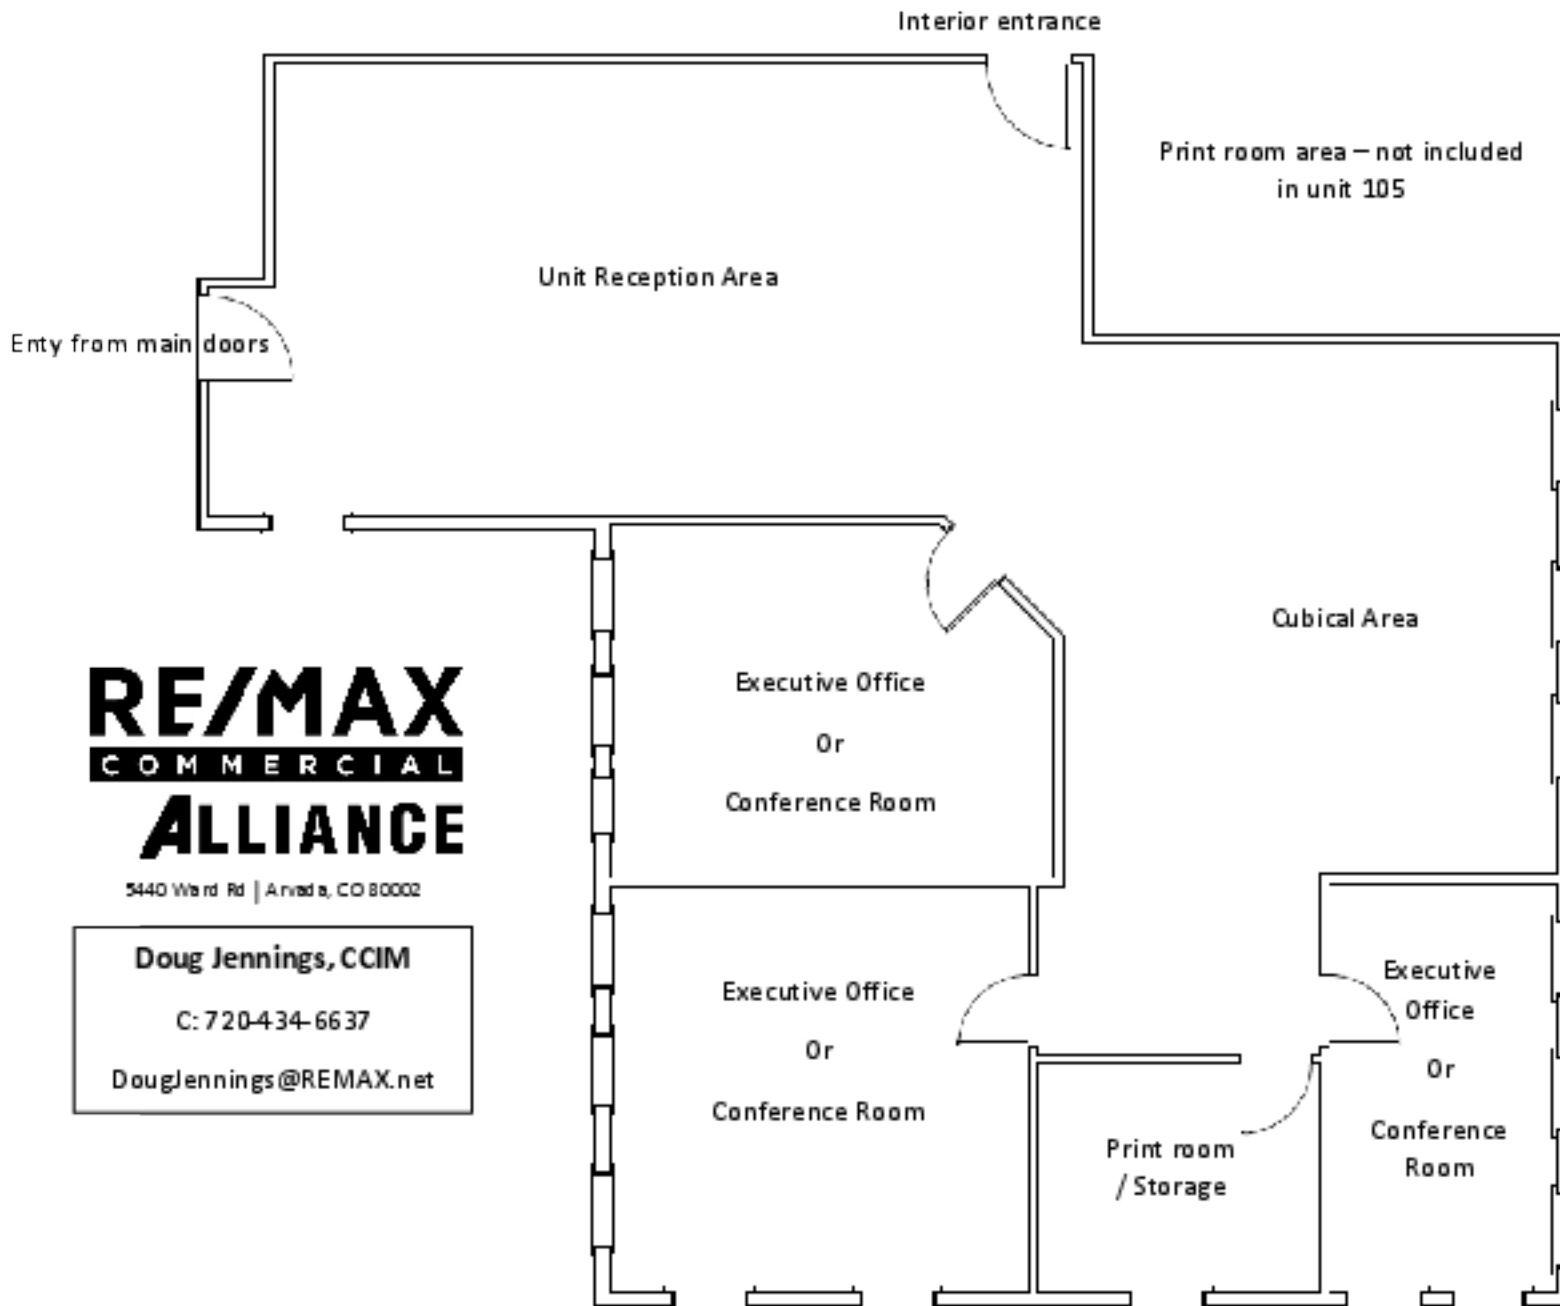 Interior entrance
Print room area – not included
in unit 105
Unit Reception Area
Enty from main doors
Cubical Area
Executive Office
Or
Conference Room
RE/MAX
COMMERCIAL
ALLIANCE
5440 Ward Rd | Arvada, CO 80002
Doug Jennings, CCIM
C: 720-434-6637
DougJennings@REMAX.net
Executive Office
Or
Conference Room
Executive
Office
Or
Conference
Room
Print room
/ Storage